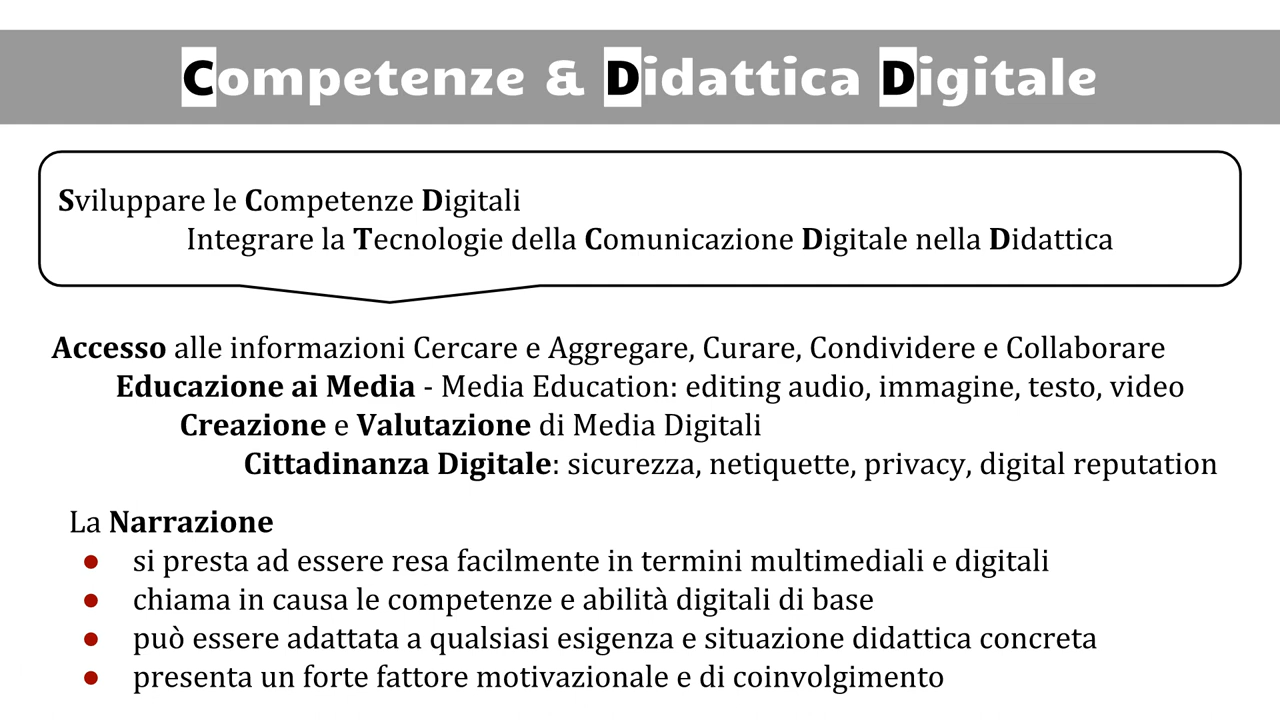 Competenze & Didattica Digitale
Sviluppare le Competenze Digitali
Integrare la Tecnologie della Comunicazione Digitale nella Didattica
Accesso alle informazioni Cercare e Aggregare, Curare, Condividere e Collaborare
Educazione ai Media - Media Education: editing audio, immagine, testo, video
Creazione e Valutazione di Media Digitali
Cittadinanza Digitale: sicurezza, netiquette, privacy, digital reputation
La Narrazione
● si presta ad essere resa facilmente in termini multimediali e digitali
● chiama in causa le competenze e abilità digitali di base
● può essere adattata a qualsiasi esigenza e situazione didattica concreta
● presenta un forte fattore motivazionale e di coinvolgimento